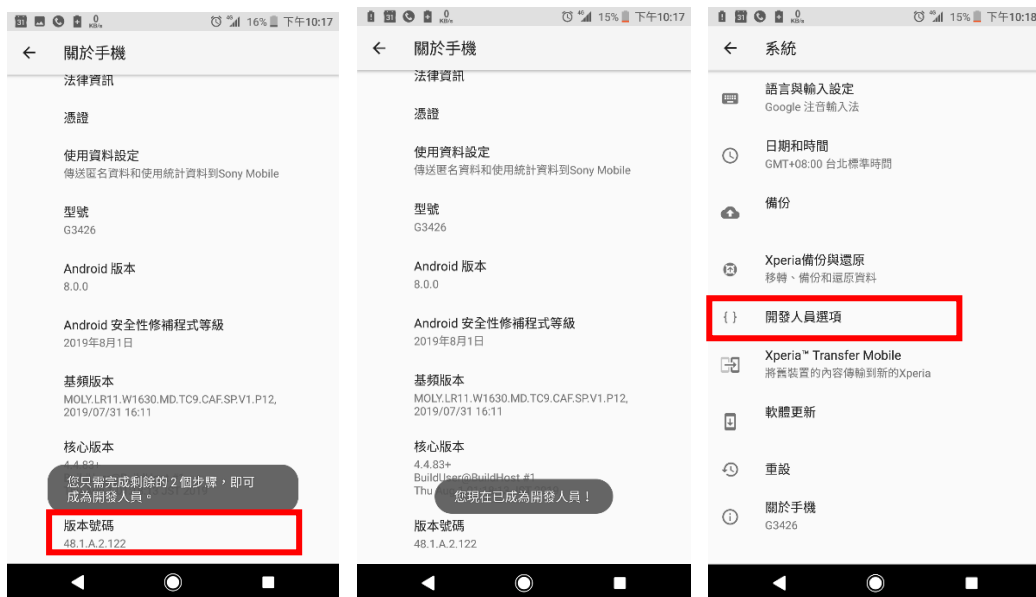 31
0
KB/s
4G
16%
下午10:17
關於手機
法律資訊
憑證
使用資料設定
傳送匿名資料和使用統計資料到Sony Mobile
型號
G3426
Android 版本
8.0.0
Android 安全性修補程式等級
2019年8月1日
基頻版本
MOLY.LR11.W1630.MD.TC9.CAF.SP.V1.P12,
2019/07/31 16:11
核心版本
4.4.83+
您只需完成剩餘的 2 個步驟，即可
成為開發人員。
版本號碼
48.1.A.2.122
31
0
KB/s
4G
15%
下午10:17
關於手機
法律資訊
憑證
使用資料設定
傳送匿名資料和使用統計資料到Sony Mobile
型號
G3426
Android 版本
8.0.0
Android 安全性修補程式等級
2019年8月1日
基頻版本
MOLY.LR11.W1630.MD.TC9.CAF.SP.V1.P12,
2019/07/31 16:11
核心版本
4.4.83+
BuildUser@BuildHost #1
Thu
您現在已成為開發人員！
版本號碼
48.1.A.2.122
31
0
KB/s
4G
15%
下午10:18
系統
語言與輸入設定
Google 注音輸入法
日期和時間
GMT+08:00 台北標準時間
備份
Xperia備份與還原
移轉、備份和還原資料
{ } 開發人員選項
Xperia™ Transfer Mobile
將舊裝置的內容傳輸到新的Xperia
軟體更新
重設
關於手機
G3426